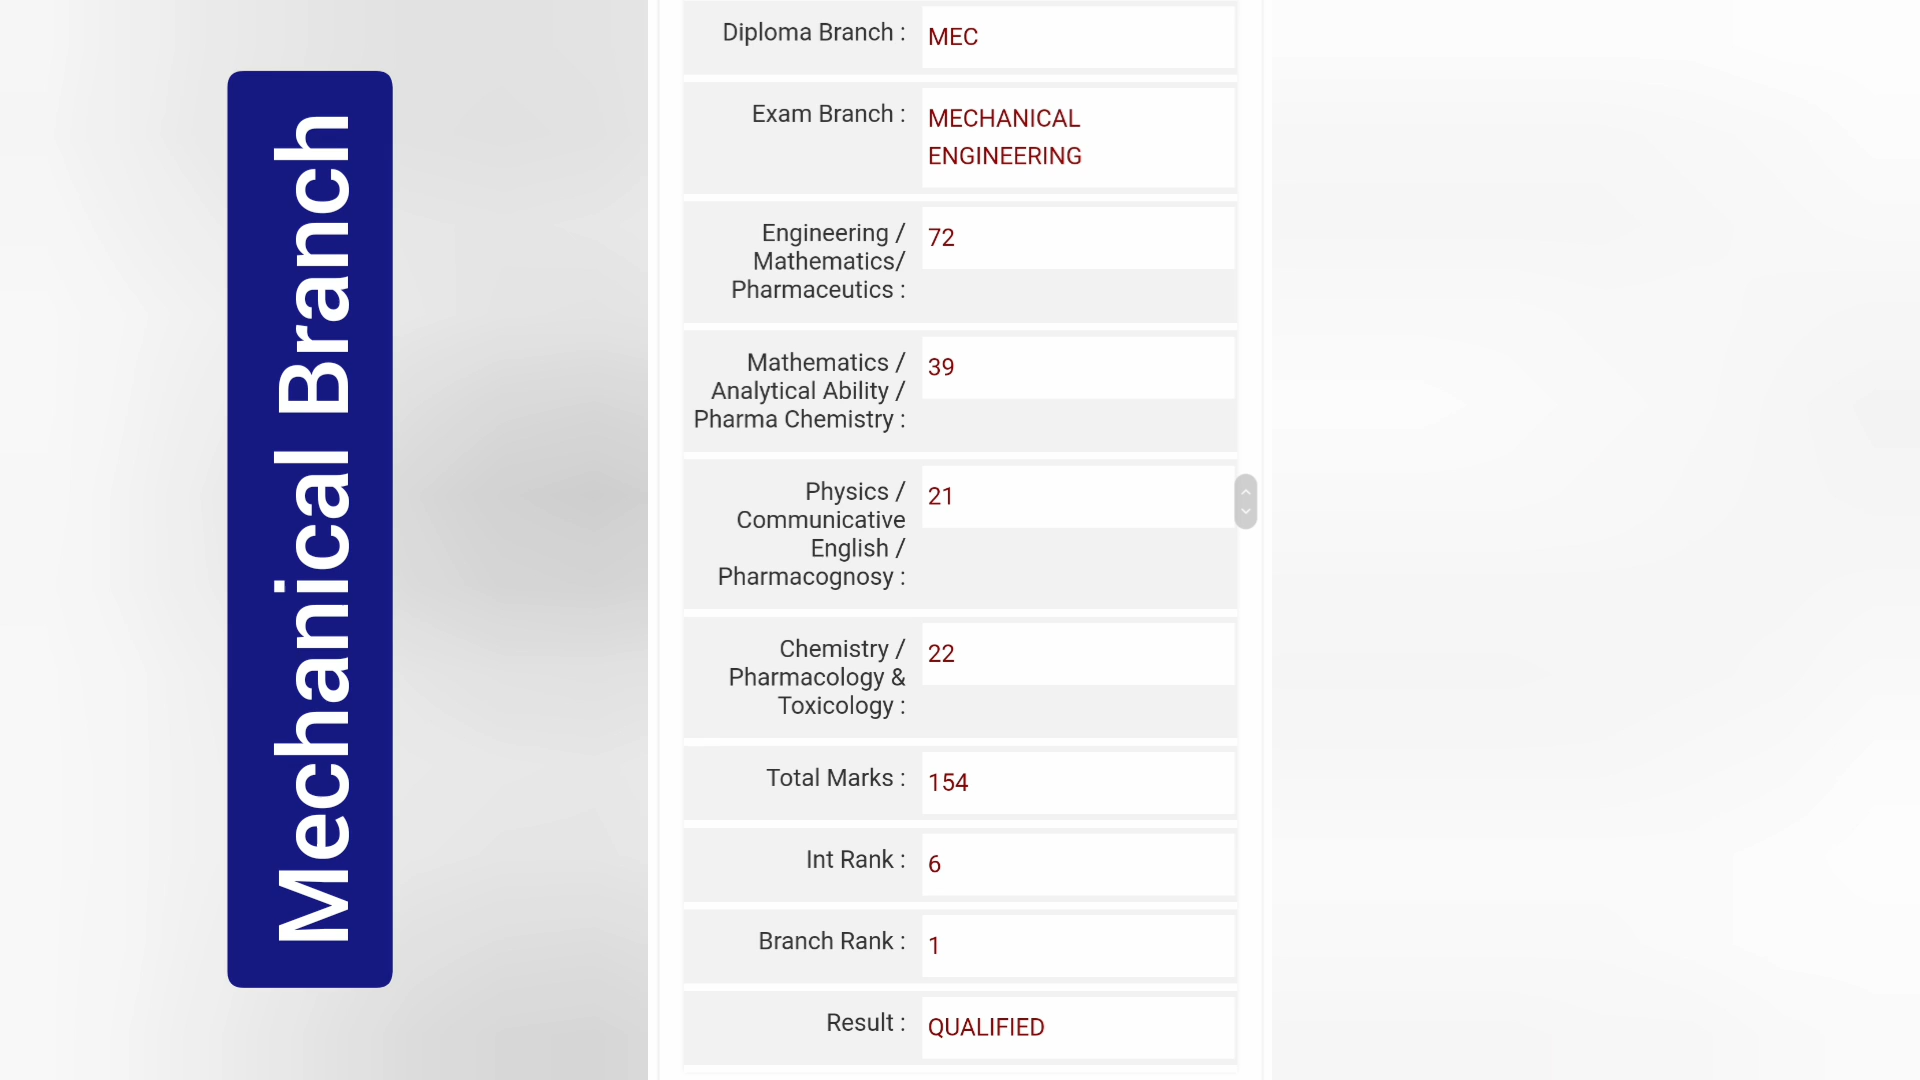 Mechanical Branch
Diploma Branch : MEC
Exam Branch : MECHANICAL
ENGINEERING
Engineering / 72
Mathematics/
Pharmaceutics :
Mathematics / 39
Analytical Ability /
Pharma Chemistry :
Physics / 21
Communicative
English /
Pharmacognosy :
Chemistry / 22
Pharmacology &
Toxicology :
Total Marks : 154
Int Rank : 6
Branch Rank : 1
Result : QUALIFIED